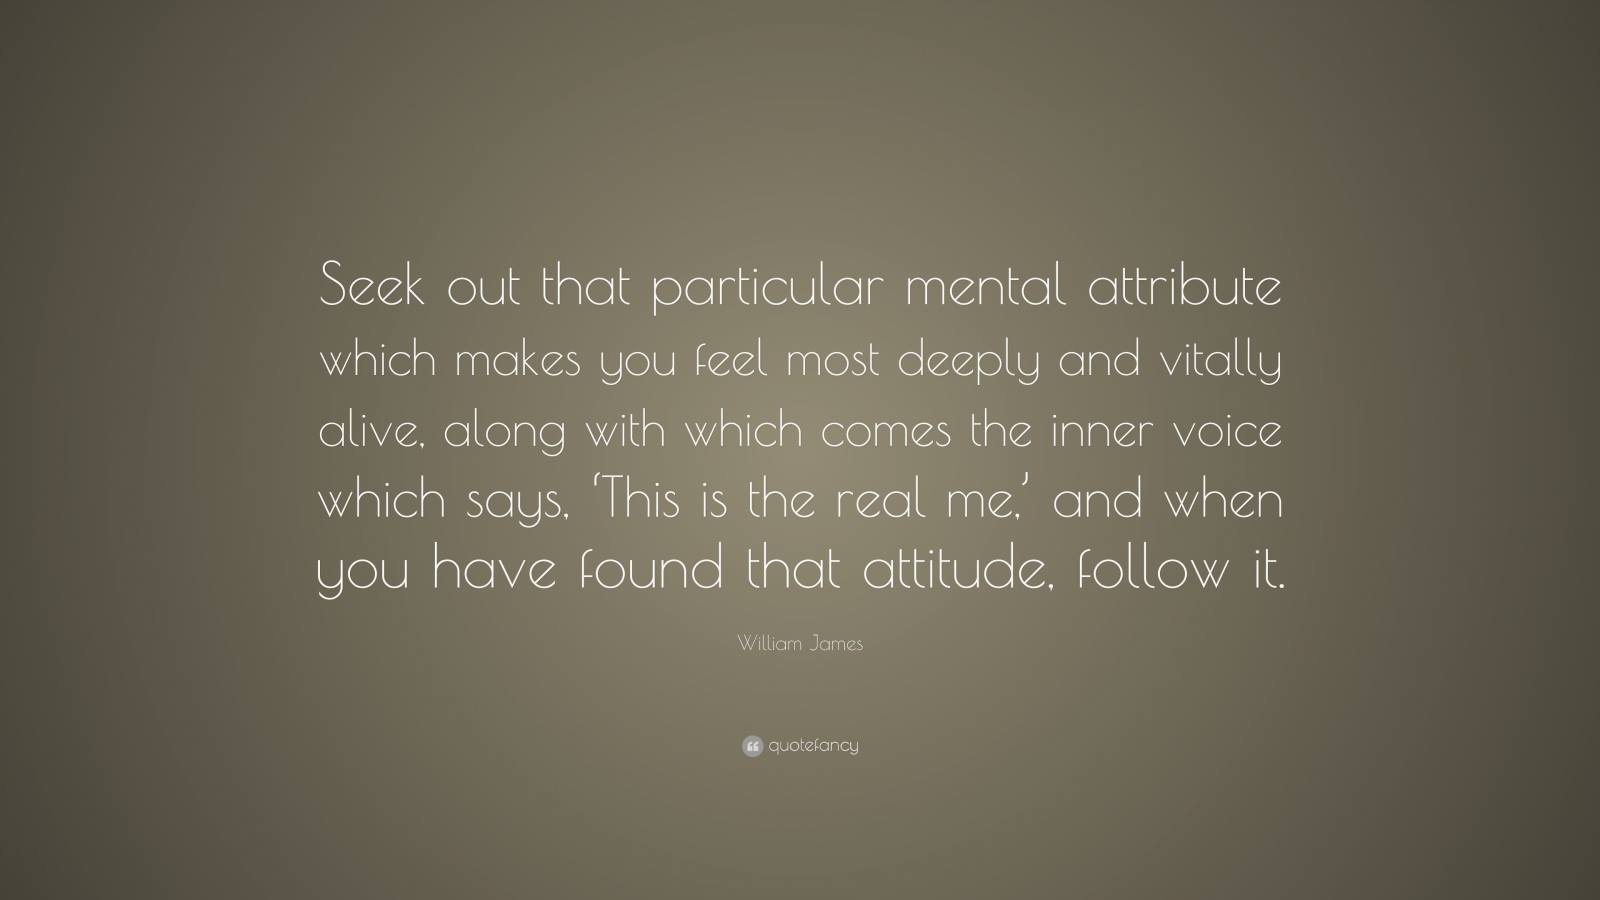 Seek out that particular mental attribute
which makes you feel most deeply and vitally
alive, along with which comes the inner voice
which says, ‘This is the real me,’ and when
you have found that attitude, follow it.
William James
quotefancy